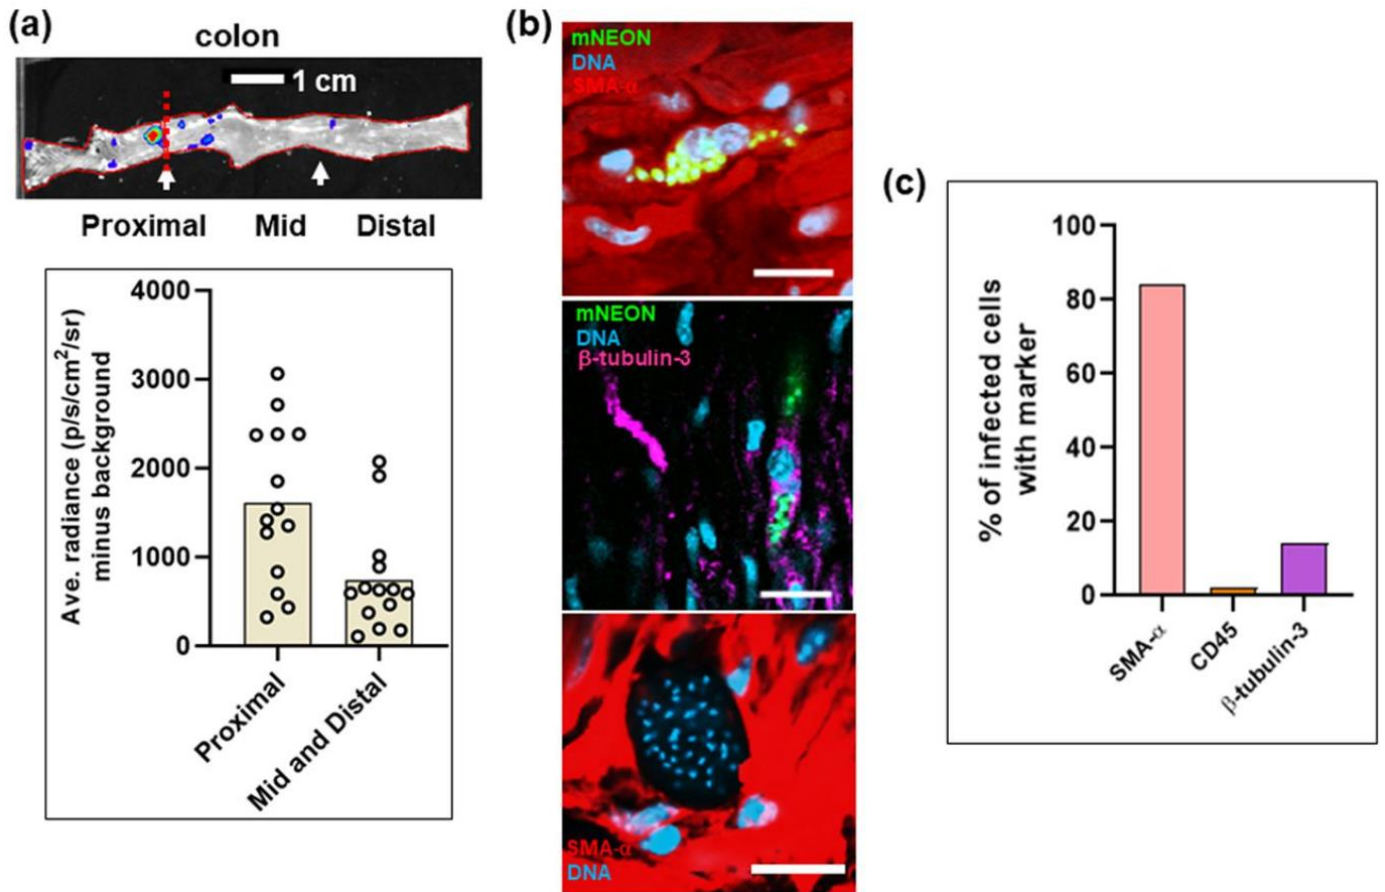 (a)
colon
1 cm
Proximal Mid Distal
Ave. radiance (p/s/cm²/sr)
minus background
4000
3000
2000
1000
0
Proximal
Mid and Distal
(b)
mNEON
DNA
SMA-α
mNEON
DNA
β-tubulin-3
SMA-α
DNA
(c)
% of infected cells
with marker
100
80
60
40
20
0
SMA-α
CD45
β-tubulin-3